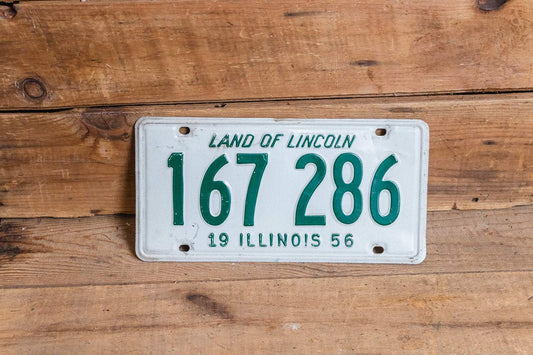 LAND OF LINCOLN
167 286
19 ILLINOIS 56